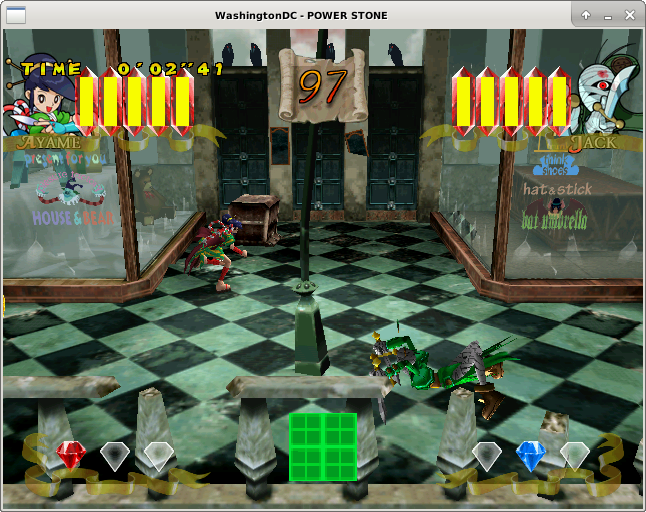 WashingtonDC - POWER STONE
TIME 0'02"41
97
AYAME
JACK
present for you
HOUSE & BEAR
mini shoes
hat & stick
bat umbrella